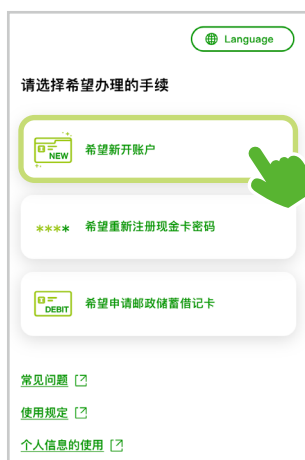 Language
请选择希望办理的手续
NEW
希望新开账户
****
希望重新注册现金卡密码
DEBIT
希望申请邮政储蓄借记卡
常见问题
使用规定
个人信息的使用